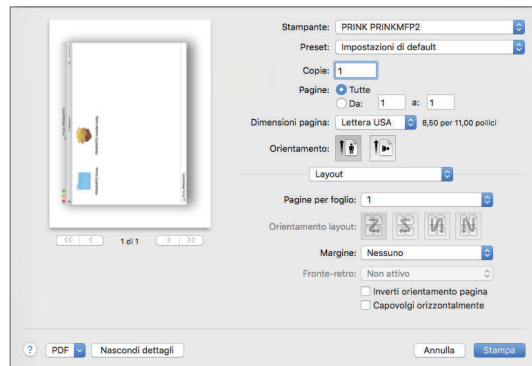 Stampante: PRINK PRINKMFP2
Preset: Impostazioni di default
Copie: 1
Pagine: Tutte
Da: 1 a: 1
Dimensioni pagina: Lettera USA 8,50 per 11,00 pollici
Orientamento:
Layout
Pagine per foglio: 1
Orientamento layout:
Margine: Nessuno
Fronte-retro: Non attivo
Inverti orientamento pagina
Capovolgi orizzontalmente
<< < 1 di 1 > >>
? PDF Nascondi dettagli Annulla Stampa